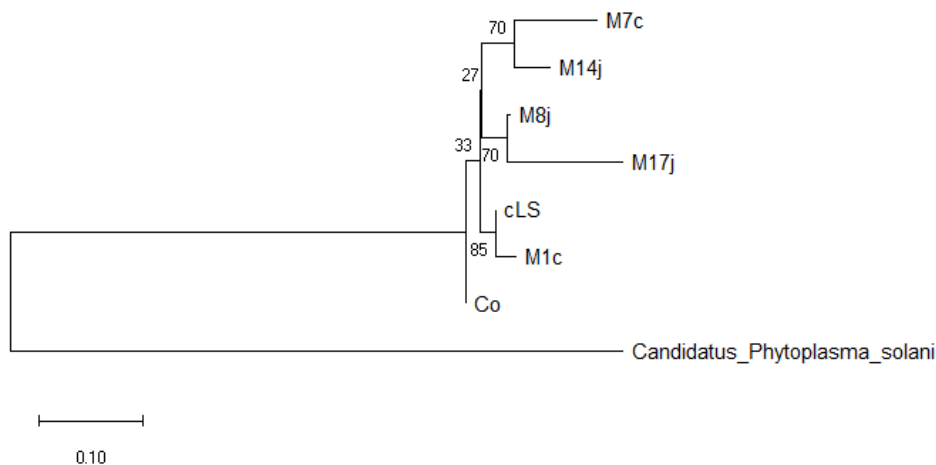 70
M7c
M14j
27
M8j
33
70
M17j
cLS
85
M1c
Co
Candidatus_Phytoplasma_solani
0.10